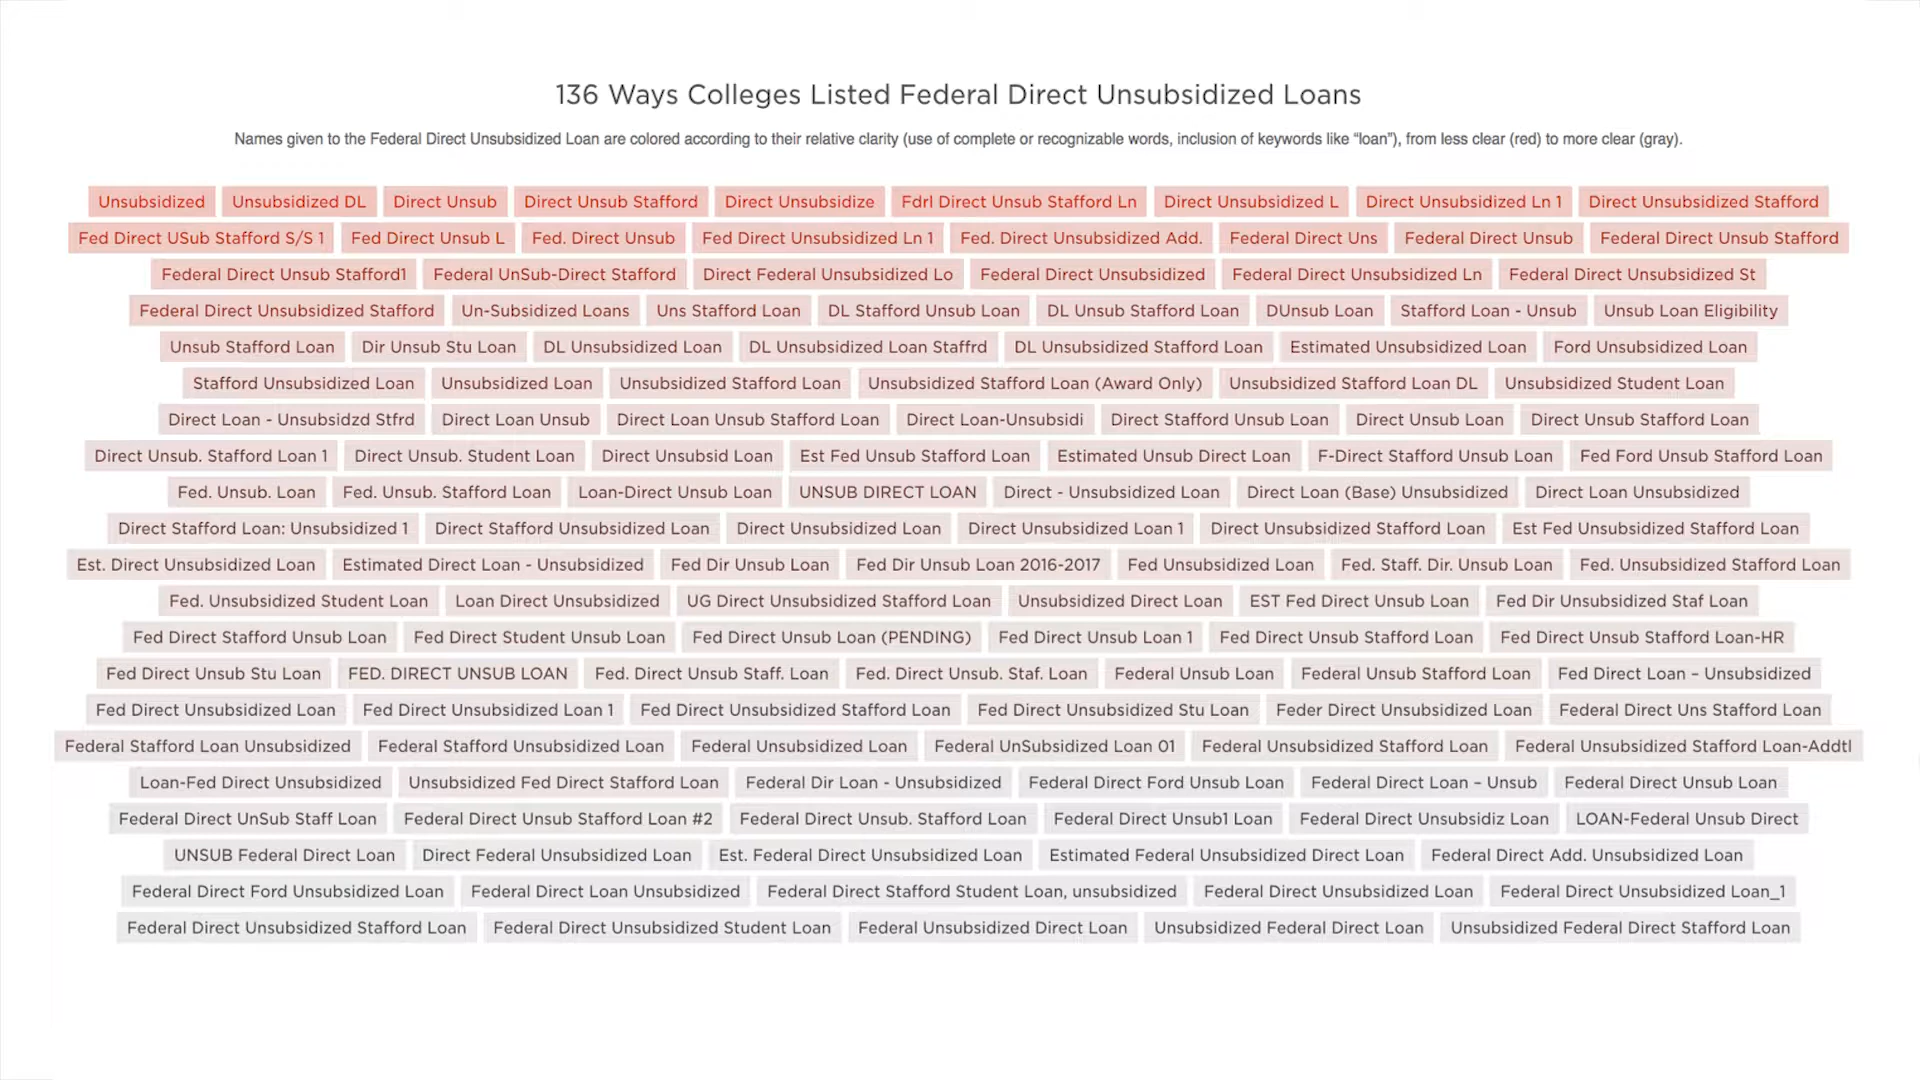 136 Ways Colleges Listed Federal Direct Unsubsidized Loans
Names given to the Federal Direct Unsubsidized Loan are colored according to their relative clarity (use of complete or recognizable words, inclusion of keywords like “loan”), from less clear (red) to more clear (gray).
Unsubsidized Unsubsidized DL Direct Unsub Direct Unsub Stafford Direct Unsubsidize Fdrl Direct Unsub Stafford Ln Direct Unsubsidized L Direct Unsubsidized Ln 1 Direct Unsubsidized Stafford
Fed Direct USub Stafford S/S 1 Fed Direct Unsub L Fed. Direct Unsub Fed Direct Unsubsidized Ln 1 Fed. Direct Unsubsidized Add. Federal Direct Uns Federal Direct Unsub Federal Direct Unsub Stafford
Federal Direct Unsub Stafford1 Federal UnSub-Direct Stafford Direct Federal Unsubsidized Lo Federal Direct Unsubsidized Federal Direct Unsubsidized Ln Federal Direct Unsubsidized St
Federal Direct Unsubsidized Stafford Un-Subsidized Loans Uns Stafford Loan DL Stafford Unsub Loan DL Unsub Stafford Loan DUnsub Loan Stafford Loan - Unsub Unsub Loan Eligibility
Unsub Stafford Loan Dir Unsub Stu Loan DL Unsubsidized Loan DL Unsubsidized Loan Staffrd DL Unsubsidized Stafford Loan Estimated Unsubsidized Loan Ford Unsubsidized Loan
Stafford Unsubsidized Loan Unsubsidized Loan Unsubsidized Stafford Loan Unsubsidized Stafford Loan (Award Only) Unsubsidized Stafford Loan DL Unsubsidized Student Loan
Direct Loan - Unsubsidzd Stfrd Direct Loan Unsub Direct Loan Unsub Stafford Loan Direct Loan-Unsubsidi Direct Stafford Unsub Loan Direct Unsub Loan Direct Unsub Stafford Loan
Direct Unsub. Stafford Loan 1 Direct Unsub. Student Loan Direct Unsubsid Loan Est Fed Unsub Stafford Loan Estimated Unsub Direct Loan F-Direct Stafford Unsub Loan Fed Ford Unsub Stafford Loan
Fed. Unsub. Loan Fed. Unsub. Stafford Loan Loan-Direct Unsub Loan UNSUB DIRECT LOAN Direct - Unsubsidized Loan Direct Loan (Base) Unsubsidized Direct Loan Unsubsidized
Direct Stafford Loan: Unsubsidized 1 Direct Stafford Unsubsidized Loan Direct Unsubsidized Loan Direct Unsubsidized Loan 1 Direct Unsubsidized Stafford Loan Est Fed Unsubsidized Stafford Loan
Est. Direct Unsubsidized Loan Estimated Direct Loan - Unsubsidized Fed Dir Unsub Loan Fed Dir Unsub Loan 2016-2017 Fed Unsubsidized Loan Fed. Staff. Dir. Unsub Loan Fed. Unsubsidized Stafford Loan
Fed. Unsubsidized Student Loan Loan Direct Unsubsidized UG Direct Unsubsidized Stafford Loan Unsubsidized Direct Loan EST Fed Direct Unsub Loan Fed Dir Unsubsidized Staf Loan
Fed Direct Stafford Unsub Loan Fed Direct Student Unsub Loan Fed Direct Unsub Loan (PENDING) Fed Direct Unsub Loan 1 Fed Direct Unsub Stafford Loan Fed Direct Unsub Stafford Loan-HR
Fed Direct Unsub Stu Loan FED. DIRECT UNSUB LOAN Fed. Direct Unsub Staff. Loan Fed. Direct Unsub. Staf. Loan Federal Unsub Loan Federal Unsub Stafford Loan Fed Direct Loan – Unsubsidized
Fed Direct Unsubsidized Loan Fed Direct Unsubsidized Loan 1 Fed Direct Unsubsidized Stafford Loan Fed Direct Unsubsidized Stu Loan Feder Direct Unsubsidized Loan Federal Direct Uns Stafford Loan
Federal Stafford Loan Unsubsidized Federal Stafford Unsubsidized Loan Federal Unsubsidized Loan Federal UnSubsidized Loan 01 Federal Unsubsidized Stafford Loan Federal Unsubsidized Stafford Loan-Addtl
Loan-Fed Direct Unsubsidized Unsubsidized Fed Direct Stafford Loan Federal Dir Loan - Unsubsidized Federal Direct Ford Unsub Loan Federal Direct Loan – Unsub Federal Direct Unsub Loan
Federal Direct UnSub Staff Loan Federal Direct Unsub Stafford Loan #2 Federal Direct Unsub. Stafford Loan Federal Direct Unsub1 Loan Federal Direct Unsubsidiz Loan LOAN-Federal Unsub Direct
UNSUB Federal Direct Loan Direct Federal Unsubsidized Loan Est. Federal Direct Unsubsidized Loan Estimated Federal Unsubsidized Direct Loan Federal Direct Add. Unsubsidized Loan
Federal Direct Ford Unsubsidized Loan Federal Direct Loan Unsubsidized Federal Direct Stafford Student Loan, unsubsidized Federal Direct Unsubsidized Loan Federal Direct Unsubsidized Loan_1
Federal Direct Unsubsidized Stafford Loan Federal Direct Unsubsidized Student Loan Federal Unsubsidized Direct Loan Unsubsidized Federal Direct Loan Unsubsidized Federal Direct Stafford Loan